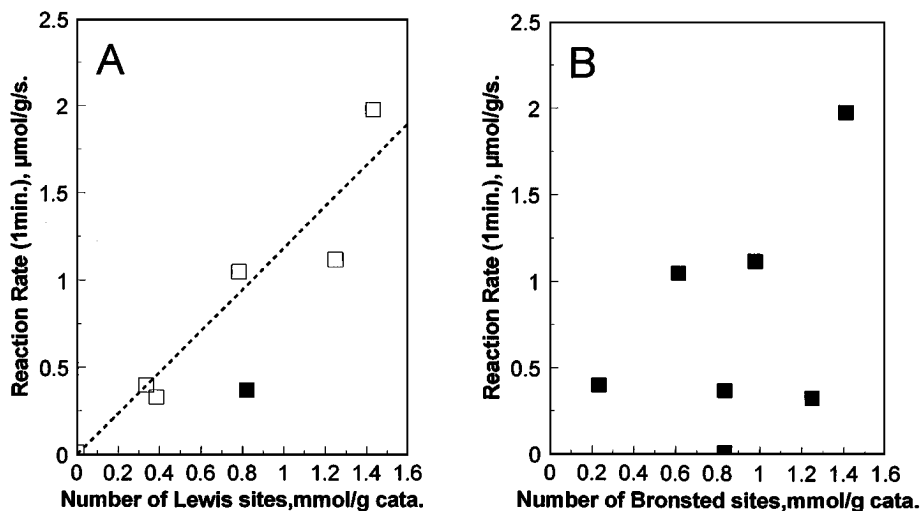 A
Reaction Rate (1min.), μmol/g/s.
2.5
2
1.5
1
0.5
0
0 0.2 0.4 0.6 0.8 1 1.2 1.4 1.6
Number of Lewis sites,mmol/g cata.
B
Reaction Rate (1min.), μmol/g/s.
2.5
2
1.5
1
0.5
0
0 0.2 0.4 0.6 0.8 1 1.2 1.4 1.6
Number of Bronsted sites,mmol/g cata.